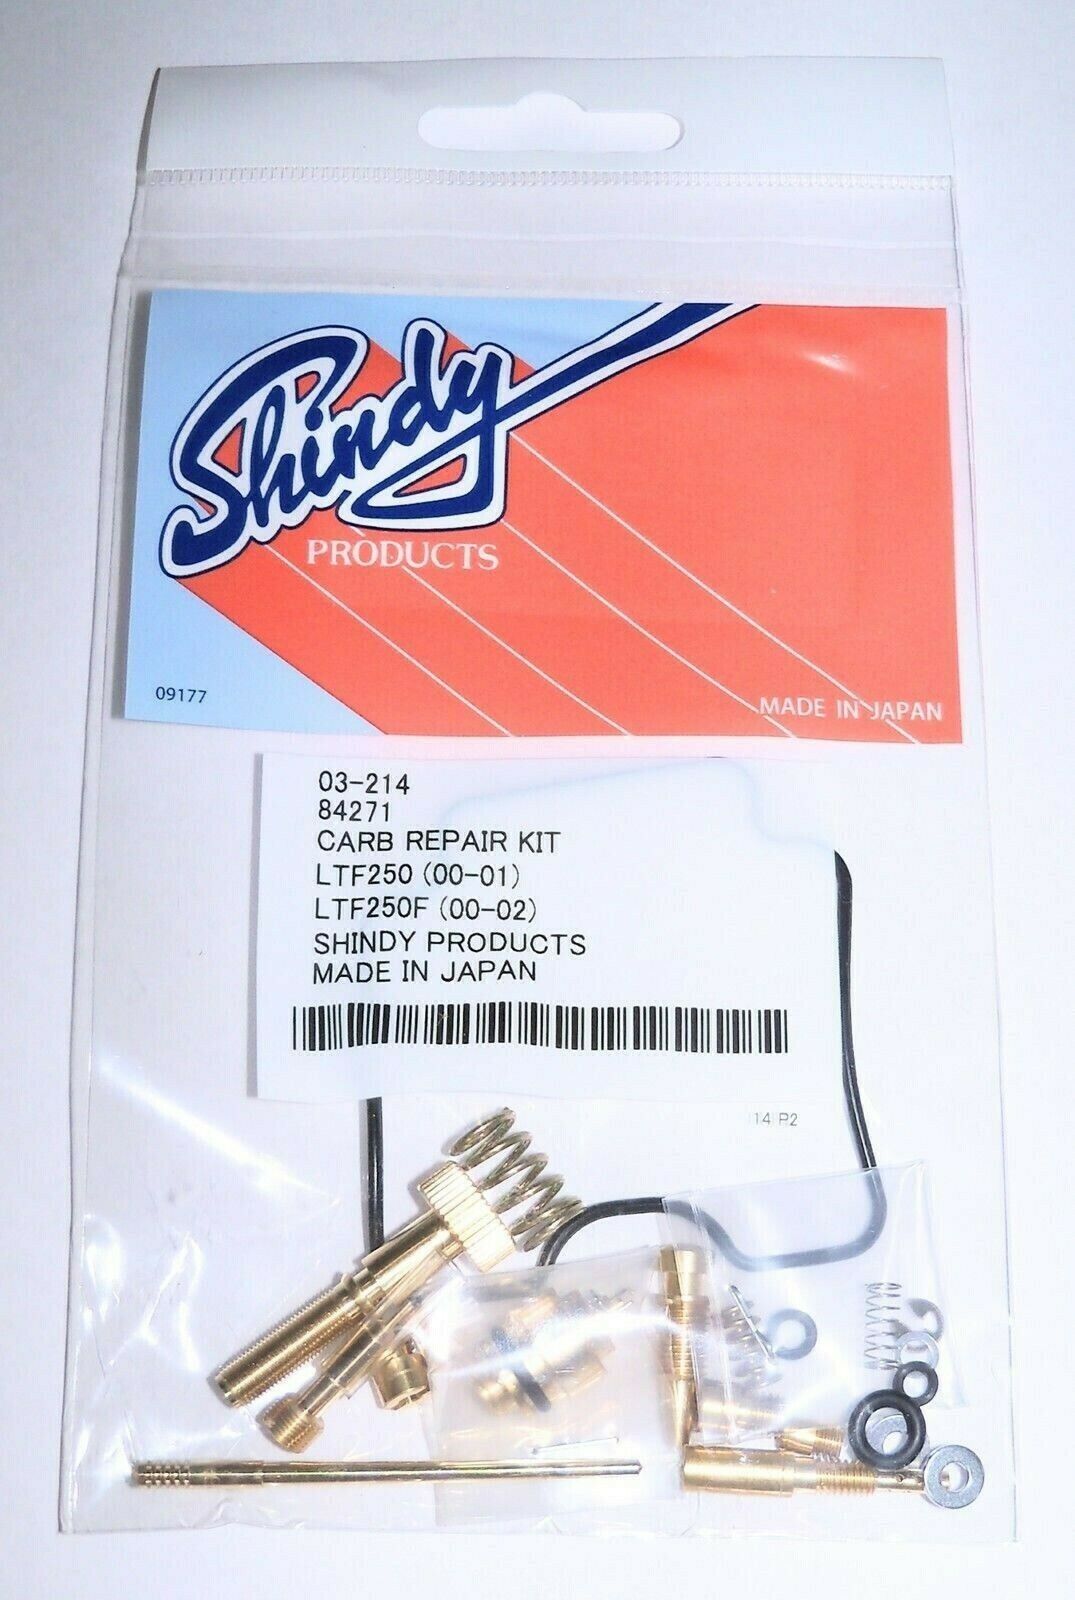 Shindy
PRODUCTS
09177
MADE IN JAPAN
03-214
84271
CARB REPAIR KIT
LTF250 (00-01)
LTF250F (00-02)
SHINDY PRODUCTS
MADE IN JAPAN
14 P2